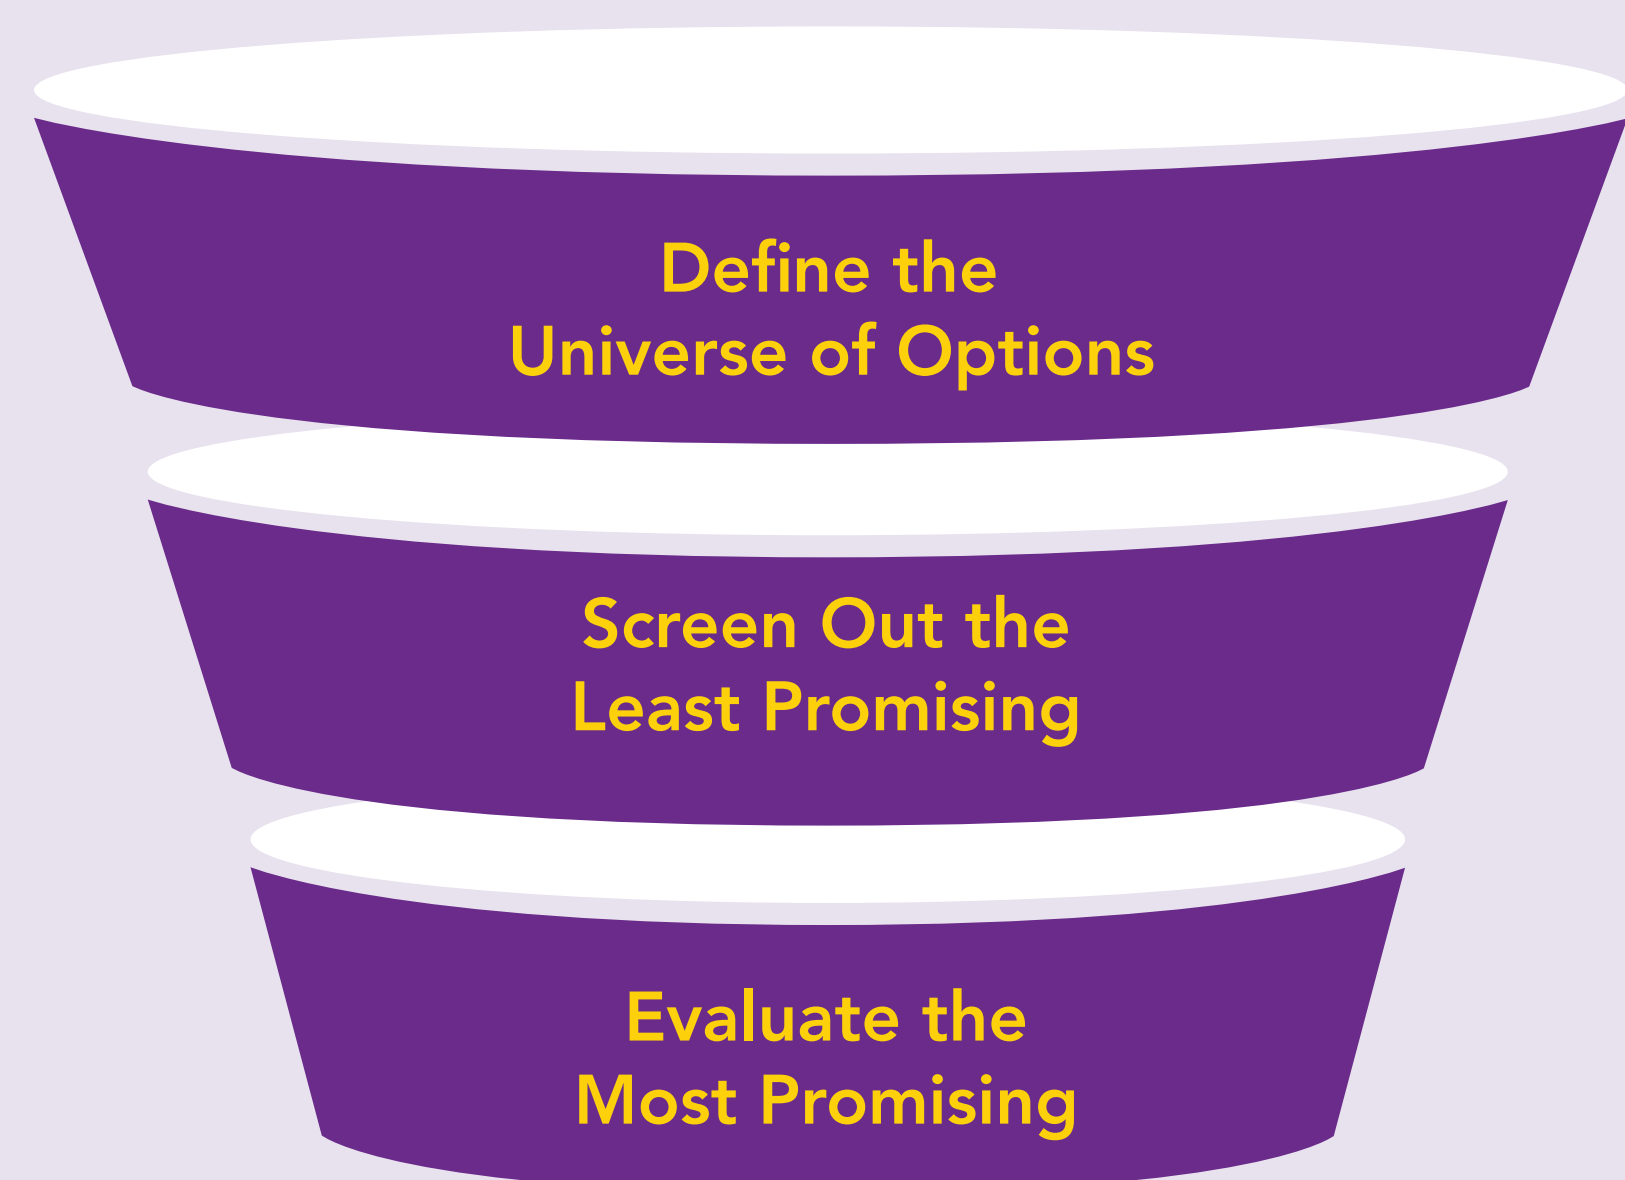 Define the
Universe of Options
Screen Out the
Least Promising
Evaluate the
Most Promising